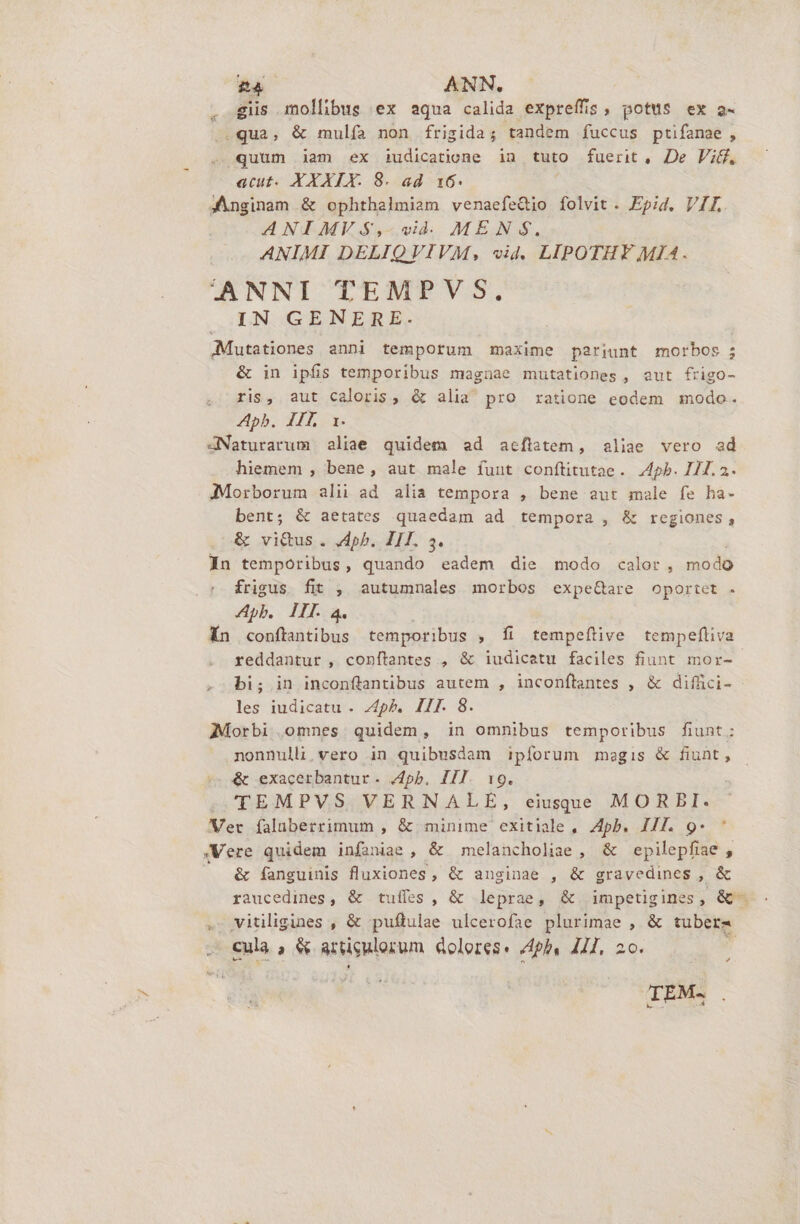 24 ANN.
giis mollibus ex aqua calida expreſſis, potus ex a-
qua, & mulſa non frigida; tandem ſuccus ptiſanae,
quum iam ex iudicatione in tuto fuerit, De Vict.
acut. XXXIX. 8. ad 16.
Anginam & ophthalmiam venaeſectio ſolvit. Epid. VII.
ANIMVS, vid. MENS.
ANIMI DELIQVIVM, vid. LIPOTHYMIA.
ANNI TEMPVS.
IN GENERE.
Mutationes anni temporum maxime pariunt morbos;
& in ipſis temporibus magnae mutationes, aut frigo-
ris, aut caloris, & alia pro ratione eodem modo.
Aph. III. 1.
Naturarum aliae quidem ad aeſtatem, aliae vero ad
hiemem, bene, aut male ſunt conſtitutae. Aph. III. 2.
Morborum alii ad alia tempora, bene aut male ſe ha-
bent; & aetates quaedam ad tempora, & regiones,
& victus. Aph. III. 3.
In temporibus, quando eadem die modo calor, modo
frigus fit, autumnales morbos expectare oportet.
Aph. III. 4.
In conſtantibus temporibus, ſi tempeſtive tempeſtiva
reddantur, conſtantes, & iudicatu faciles fiunt mor-
bi; in inconſtantibus autem, inconſtantes, & diffici-
les iudicatu. Aph. III. 8.
Morbi omnes quidem, in omnibus temporibus fiunt;
nonnulli vero in quibusdam ipſorum magis & fiunt,
& exacerbantur. Aph. III. 19.
TEMPVS VERNALE, eiusque MORBI.
Ver ſaluberrimum, & minime exitiale, Aph. III. 9.
Vere quidem inſaniae, & melancholiae, & epilepſiae,
& ſanguinis fluxiones, & anginae, & gravedines, &
raucedines, & tuſſes, & leprae, & impetigines, &
vitiligines, & puſtulae ulceroſae plurimae, & tuber-
cula, & articulorum dolores. Aph. III, 20.
TEM-